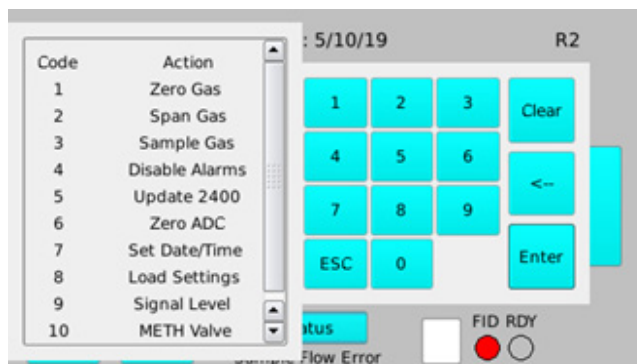 : 5/10/19 R2
Code Action
1 Zero Gas
2 Span Gas
3 Sample Gas
4 Disable Alarms
5 Update 2400
6 Zero ADC
7 Set Date/Time
8 Load Settings
9 Signal Level
10 METH Valve
1 2 3 Clear
4 5 6
<--
7 8 9
ESC 0 Enter
atus
FID RDY
Flow Error